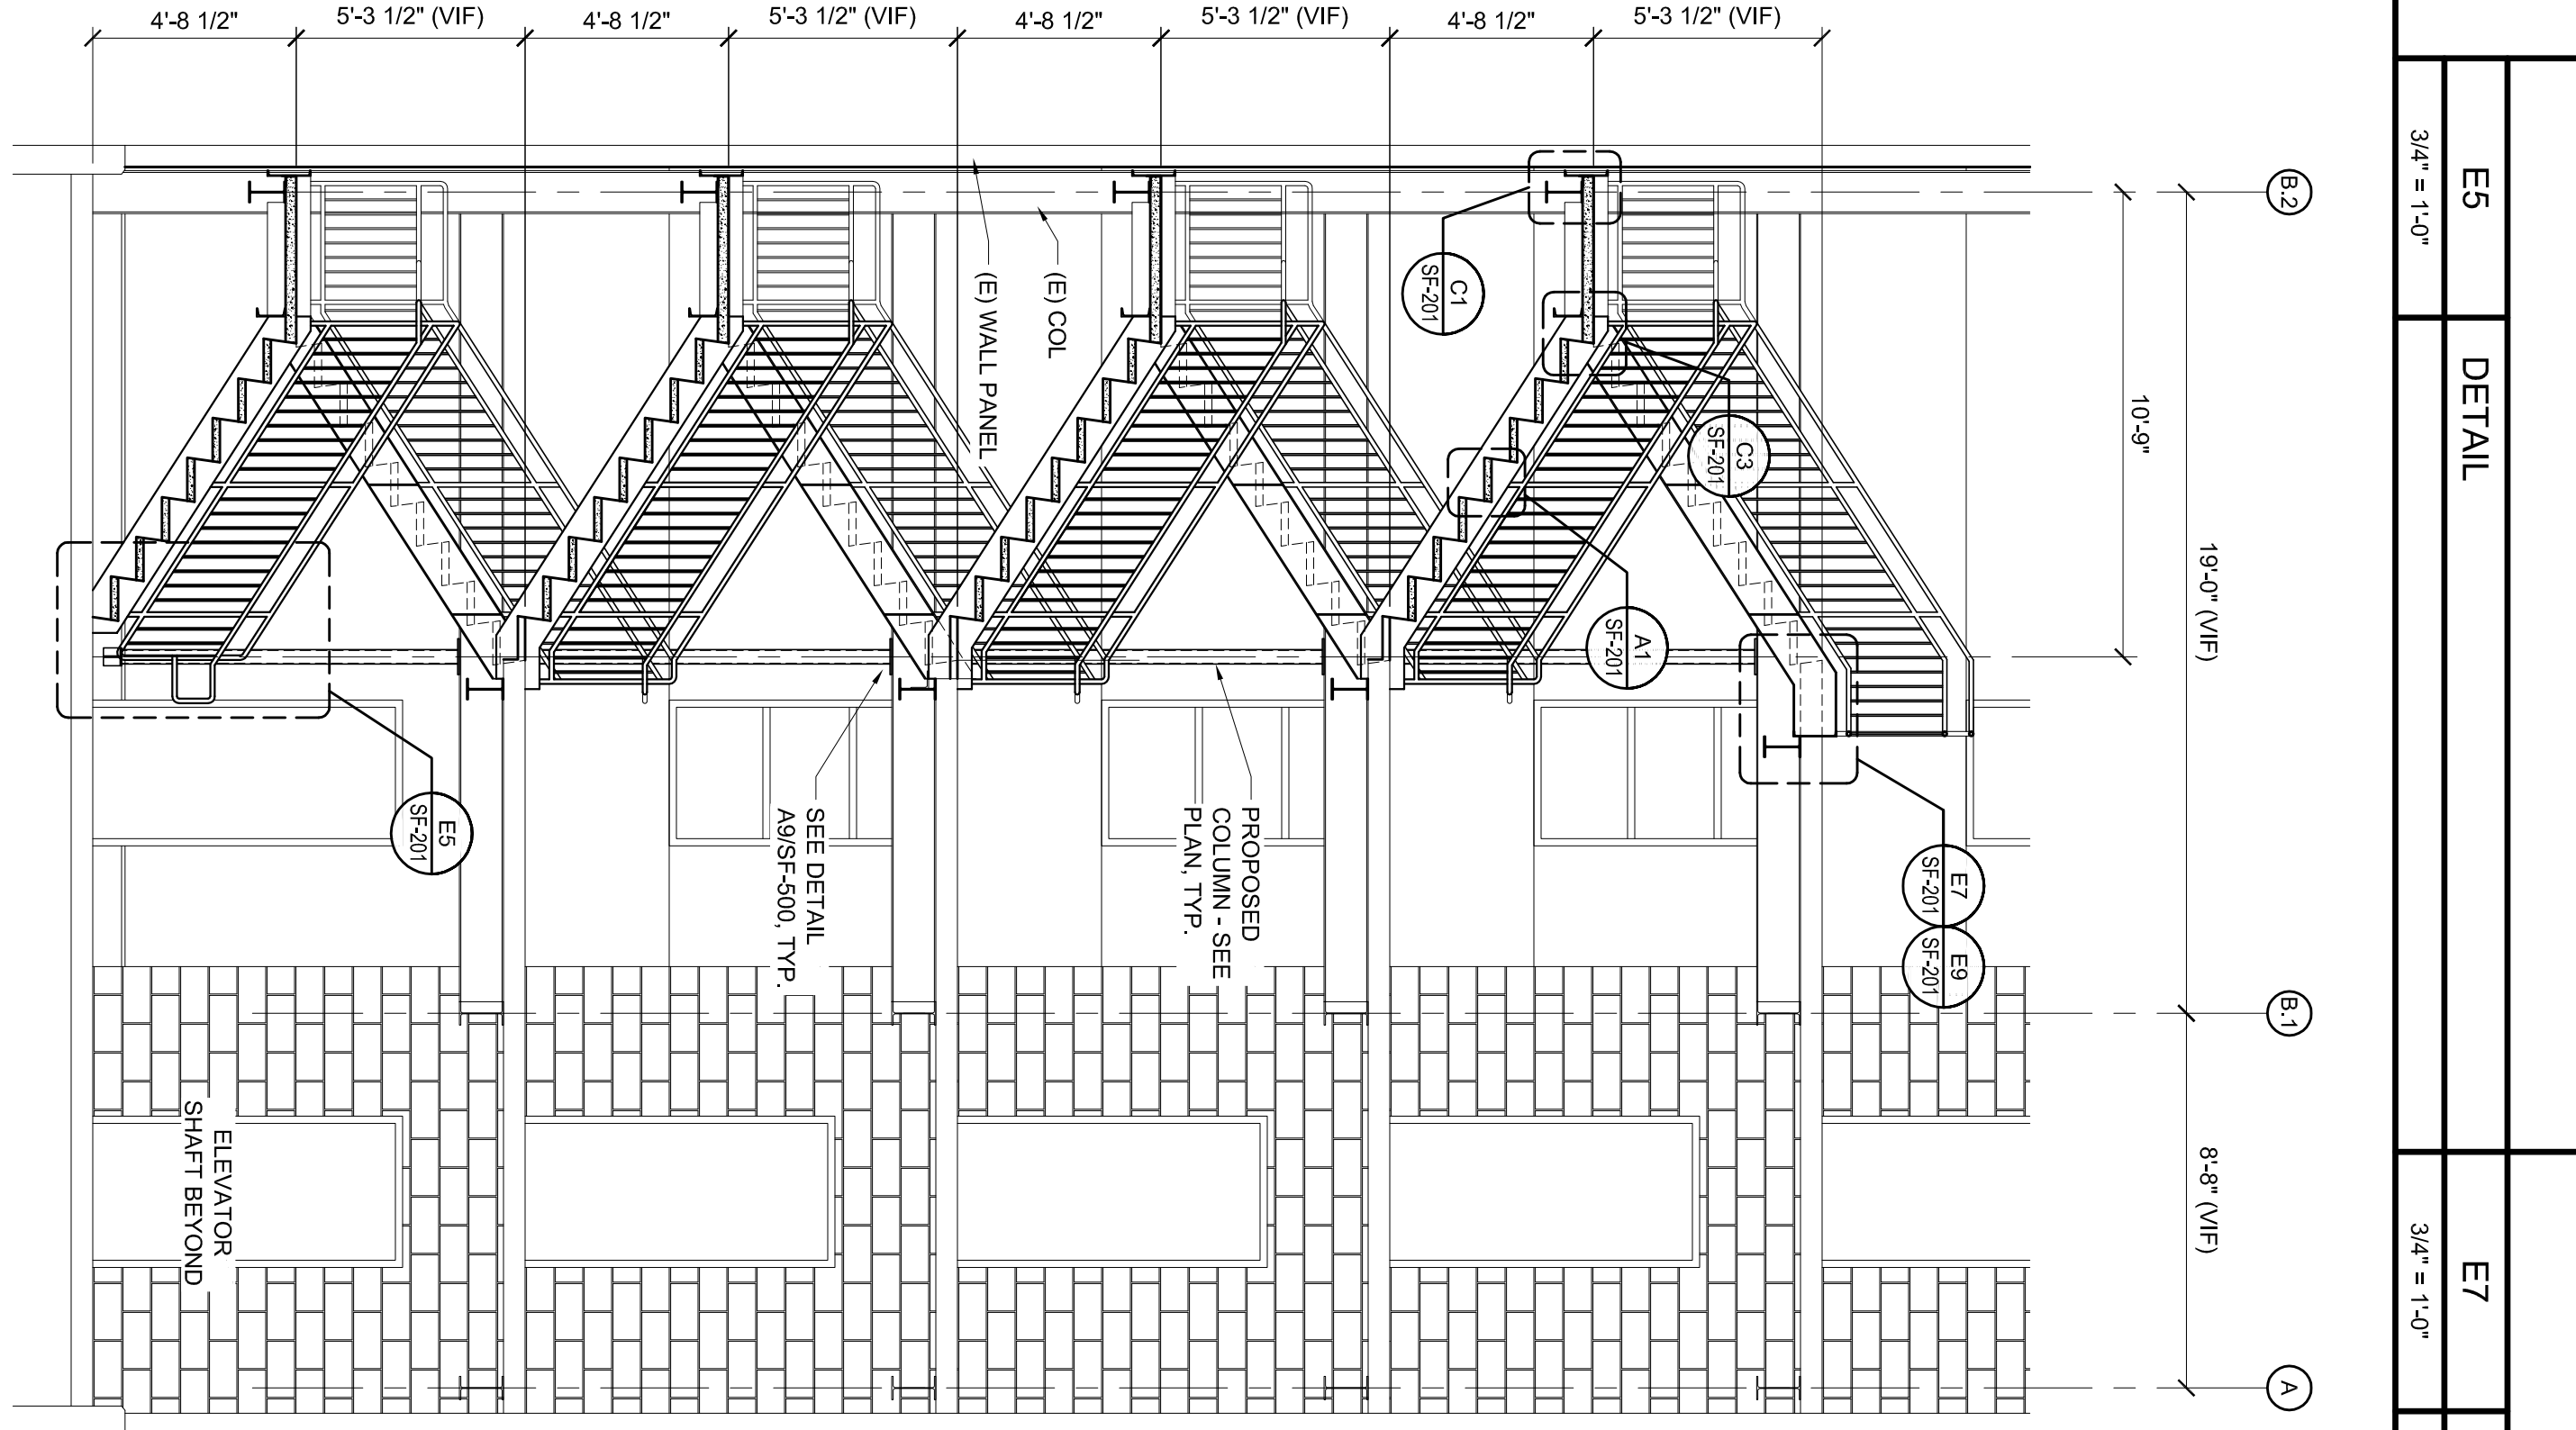 4'-8 1/2"
5'-3 1/2" (VIF)
4'-8 1/2"
5'-3 1/2" (VIF)
4'-8 1/2"
5'-3 1/2" (VIF)
4'-8 1/2"
5'-3 1/2" (VIF)
B.2
B.1
A
10'-9"
19'-0" (VIF)
8'-8" (VIF)
(E) COL
(E) WALL PANEL
C1
SF-201
C3
SF-201
A1
SF-201
E5
SF-201
E7
SF-201
E9
SF-201
PROPOSED
COLUMN - SEE
PLAN, TYP.
SEE DETAIL
A9/SF-500, TYP.
ELEVATOR
SHAFT BEYOND
E5
3/4" = 1'-0"
DETAIL
E7
3/4" = 1'-0"